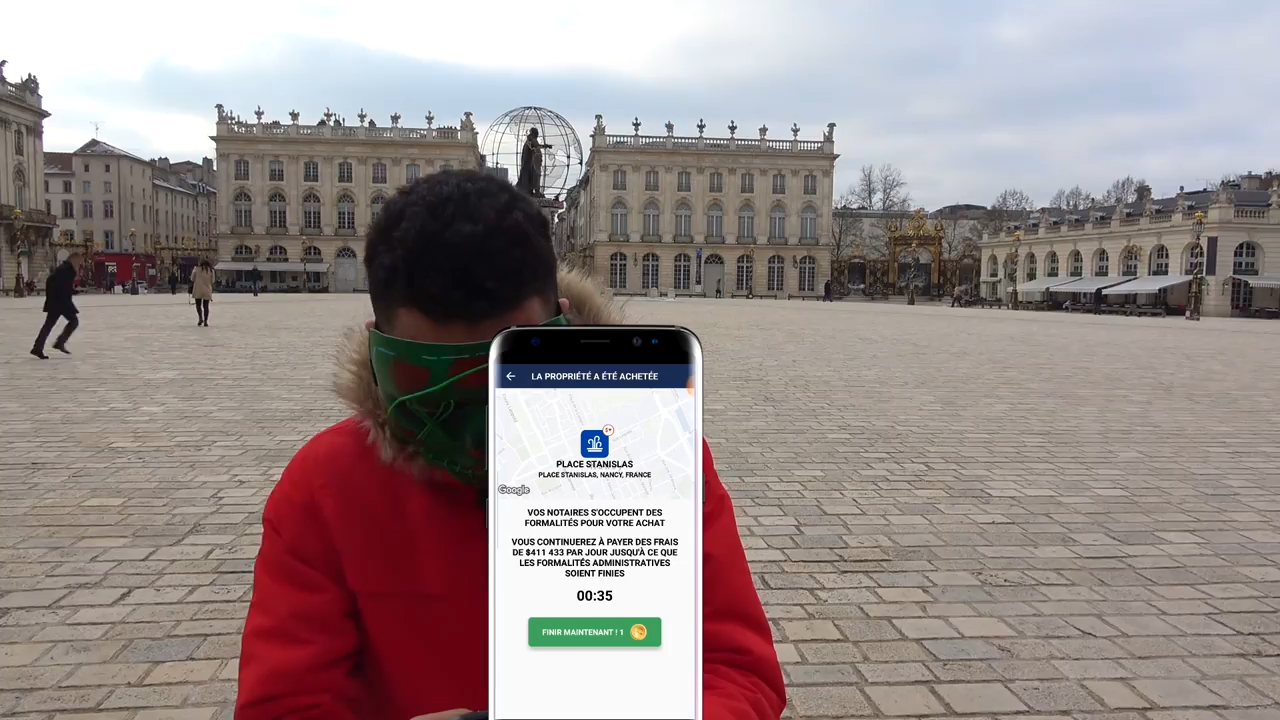 LA PROPRIÉTÉ A ÉTÉ ACHETÉE
PLACE STANISLAS
PLACE STANISLAS, NANCY, FRANCE
Google
VOS NOTAIRES S'OCCUPENT DES
FORMALITÉS POUR VOTRE ACHAT
VOUS CONTINUEREZ À PAYER DES FRAIS
DE $411 433 PAR JOUR JUSQU'À CE QUE
LES FORMALITÉS ADMINISTRATIVES
SOIENT FINIES
00:35
FINIR MAINTENANT ! 1